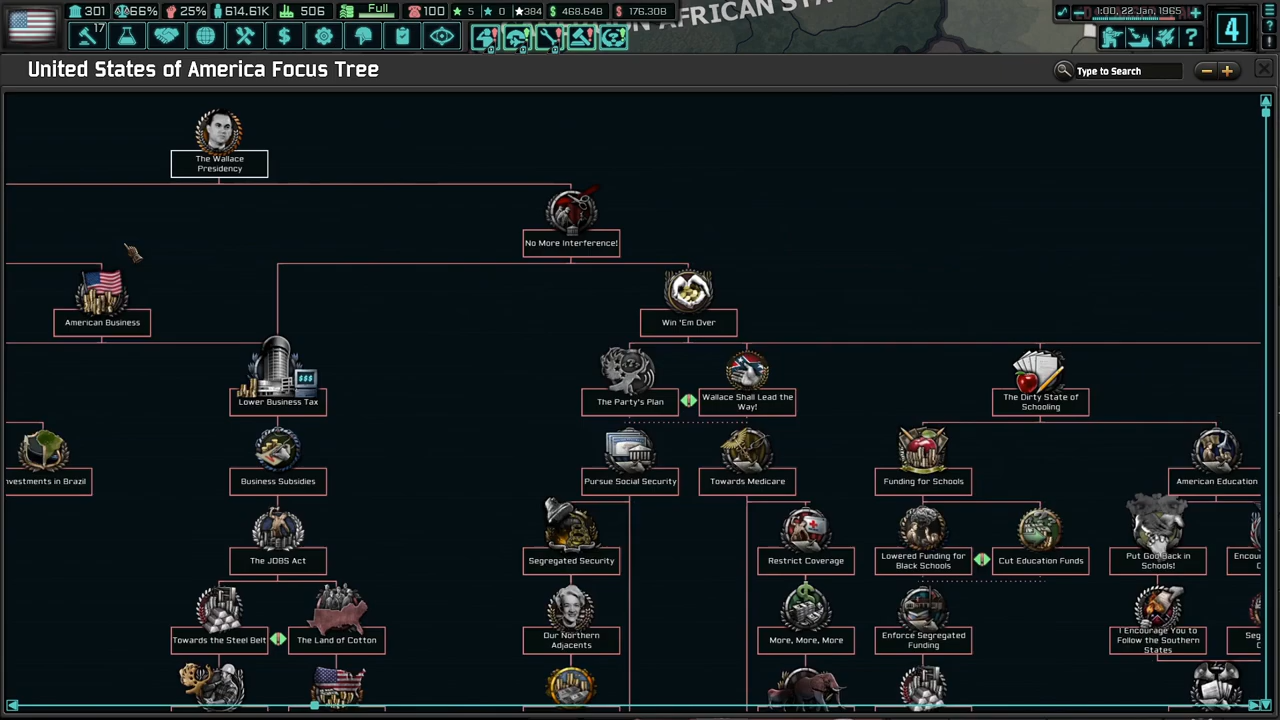 301 66% 25% 614.61K 506 Full 100 5 0 384 468.64B 176.30B
1:00, 22 Jan, 1965
17
4
AFRICAN STATES
United States of America Focus Tree
Type to Search
The Wallace
Presidency
No More Interference!
American Business
Win 'Em Over
Lower Business Tax
The Party's Plan
Wallace Shall Lead the
Way!
The Dirty State of
Schooling
nvestments in Brazil
Business Subsidies
Pursue Social Security
Towards Medicare
Funding for Schools
American Education
The JOBS Act
Segregated Security
Restrict Coverage
Lowered Funding for
Black Schools
Cut Education Funds
Put God Back in
Schools!
Encou
Towards the Steel Belt
The Land of Cotton
Our Northern
Adjacents
More, More, More
Enforce Segregated
Funding
I Encourage You to
Follow the Southern
States
Seg